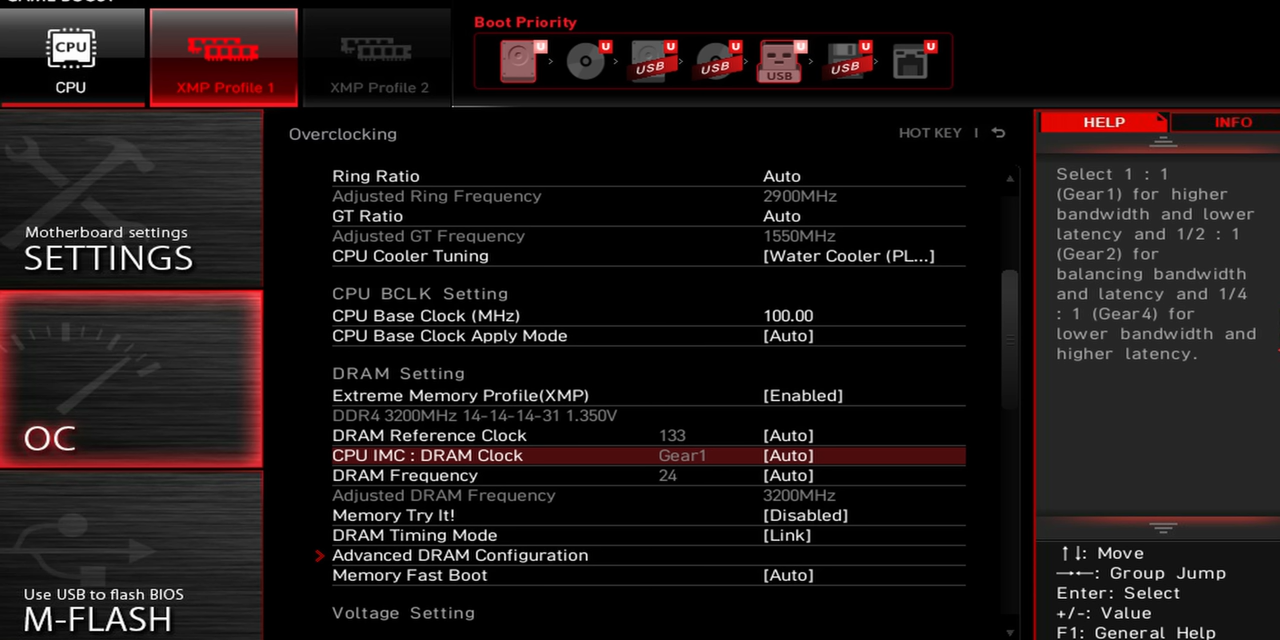 GAME BOOST
CPU
CPU
XMP Profile 1
XMP Profile 2
Boot Priority
U
U
U
USB
U
USB
U
USB
U
USB
U
Motherboard settings
SETTINGS
OC
Use USB to flash BIOS
M-FLASH
Overclocking
HOT KEY |
Ring Ratio Auto
Adjusted Ring Frequency 2900MHz
GT Ratio Auto
Adjusted GT Frequency 1550MHz
CPU Cooler Tuning [Water Cooler (PL...]
CPU BCLK Setting
CPU Base Clock (MHz) 100.00
CPU Base Clock Apply Mode [Auto]
DRAM Setting
Extreme Memory Profile(XMP) [Enabled]
DDR4 3200MHz 14-14-14-31 1.350V
DRAM Reference Clock 133 [Auto]
CPU IMC : DRAM Clock Gear1 [Auto]
DRAM Frequency 24 [Auto]
Adjusted DRAM Frequency 3200MHz
Memory Try It! [Disabled]
DRAM Timing Mode [Link]
> Advanced DRAM Configuration
Memory Fast Boot [Auto]
Voltage Setting
HELP
INFO
Select 1 : 1
(Gear1) for higher
bandwidth and lower
latency and 1/2 : 1
(Gear2) for
balancing bandwidth
and latency and 1/4
: 1 (Gear4) for
lower bandwidth and
higher latency.
↑↓: Move
→←: Group Jump
Enter: Select
+/-: Value
F1: General Help